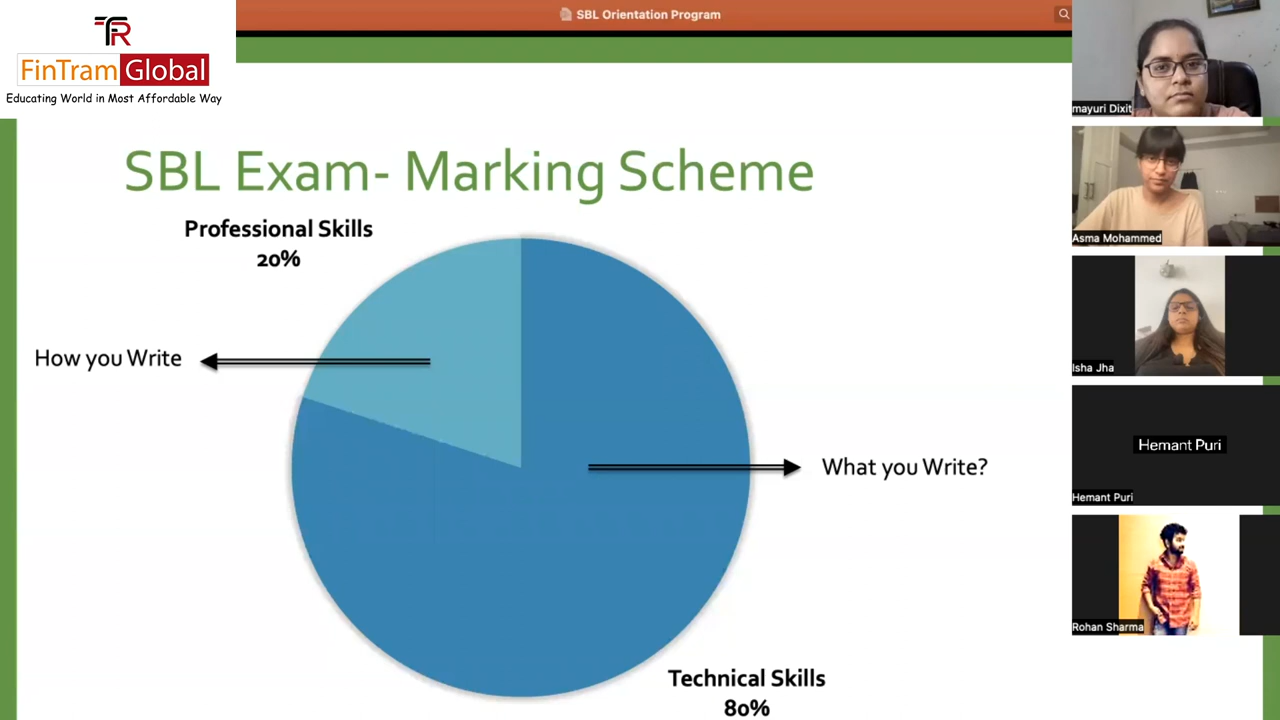 TR
FinTram Global
Educating World in Most Affordable Way
SBL Orientation Program
SBL Exam- Marking Scheme
Professional Skills
20%
How you Write
What you Write?
Technical Skills
80%
mayuri Dixit
Asma Mohammed
Isha Jha
Hemant Puri
Hemant Puri
Rohan Sharma